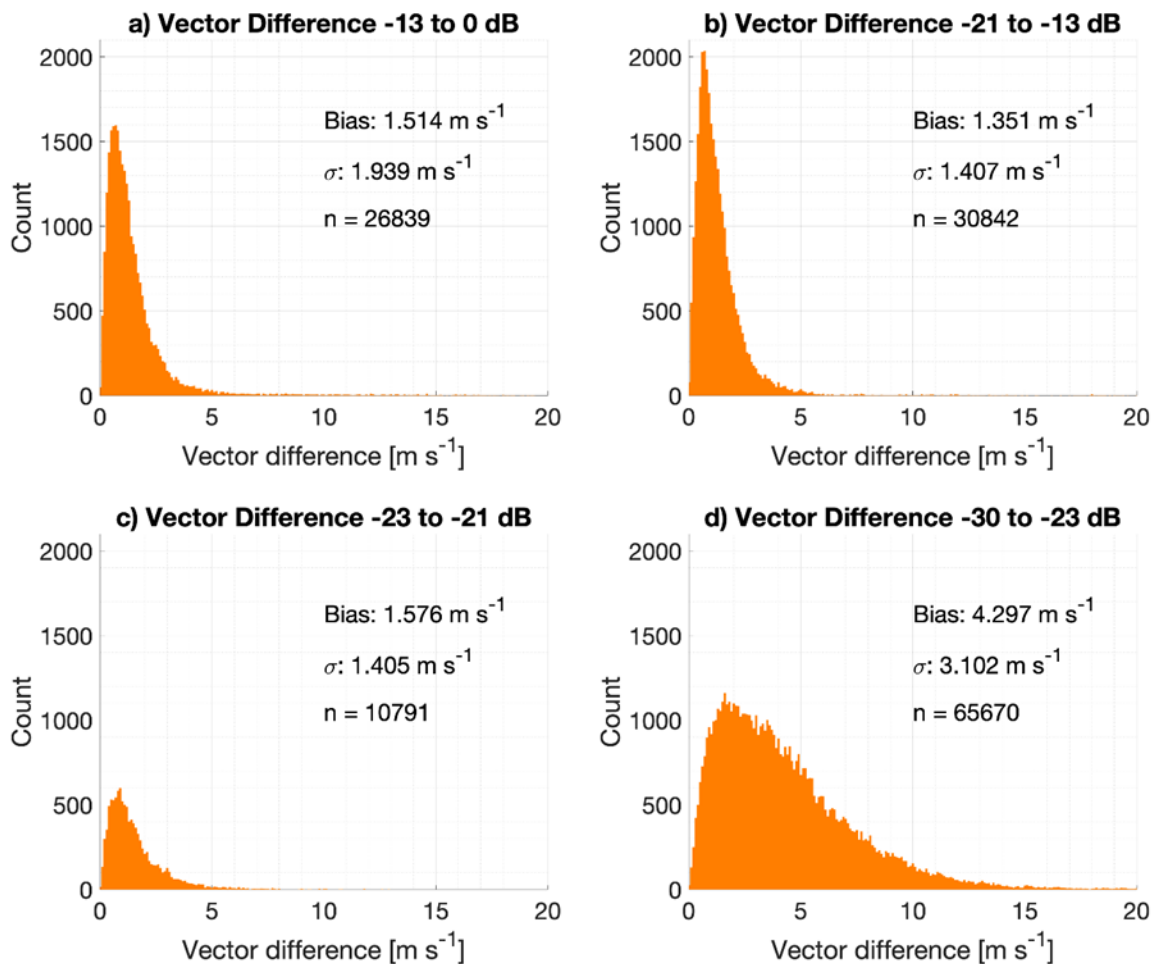 a) Vector Difference -13 to 0 dB
2000
1500
1000
500
0
Count
Bias: 1.514 m s⁻¹
σ: 1.939 m s⁻¹
n = 26839
0 5 10 15 20
Vector difference [m s⁻¹]
b) Vector Difference -21 to -13 dB
2000
1500
1000
500
0
Count
Bias: 1.351 m s⁻¹
σ: 1.407 m s⁻¹
n = 30842
0 5 10 15 20
Vector difference [m s⁻¹]
c) Vector Difference -23 to -21 dB
2000
1500
1000
500
0
Count
Bias: 1.576 m s⁻¹
σ: 1.405 m s⁻¹
n = 10791
0 5 10 15 20
Vector difference [m s⁻¹]
d) Vector Difference -30 to -23 dB
2000
1500
1000
500
0
Count
Bias: 4.297 m s⁻¹
σ: 3.102 m s⁻¹
n = 65670
0 5 10 15 20
Vector difference [m s⁻¹]